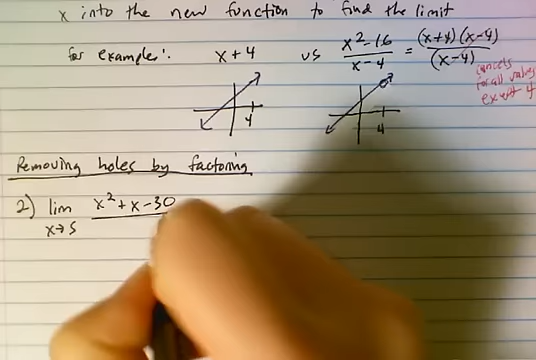 x into the new function to find the limit
for example: x+4 vs x²-16/x-4 = (x+4)(x-4)/(x-4)
cancels
for all values
except 4
4 4
Removing holes by factoring
2) lim x→5 x²+x-30